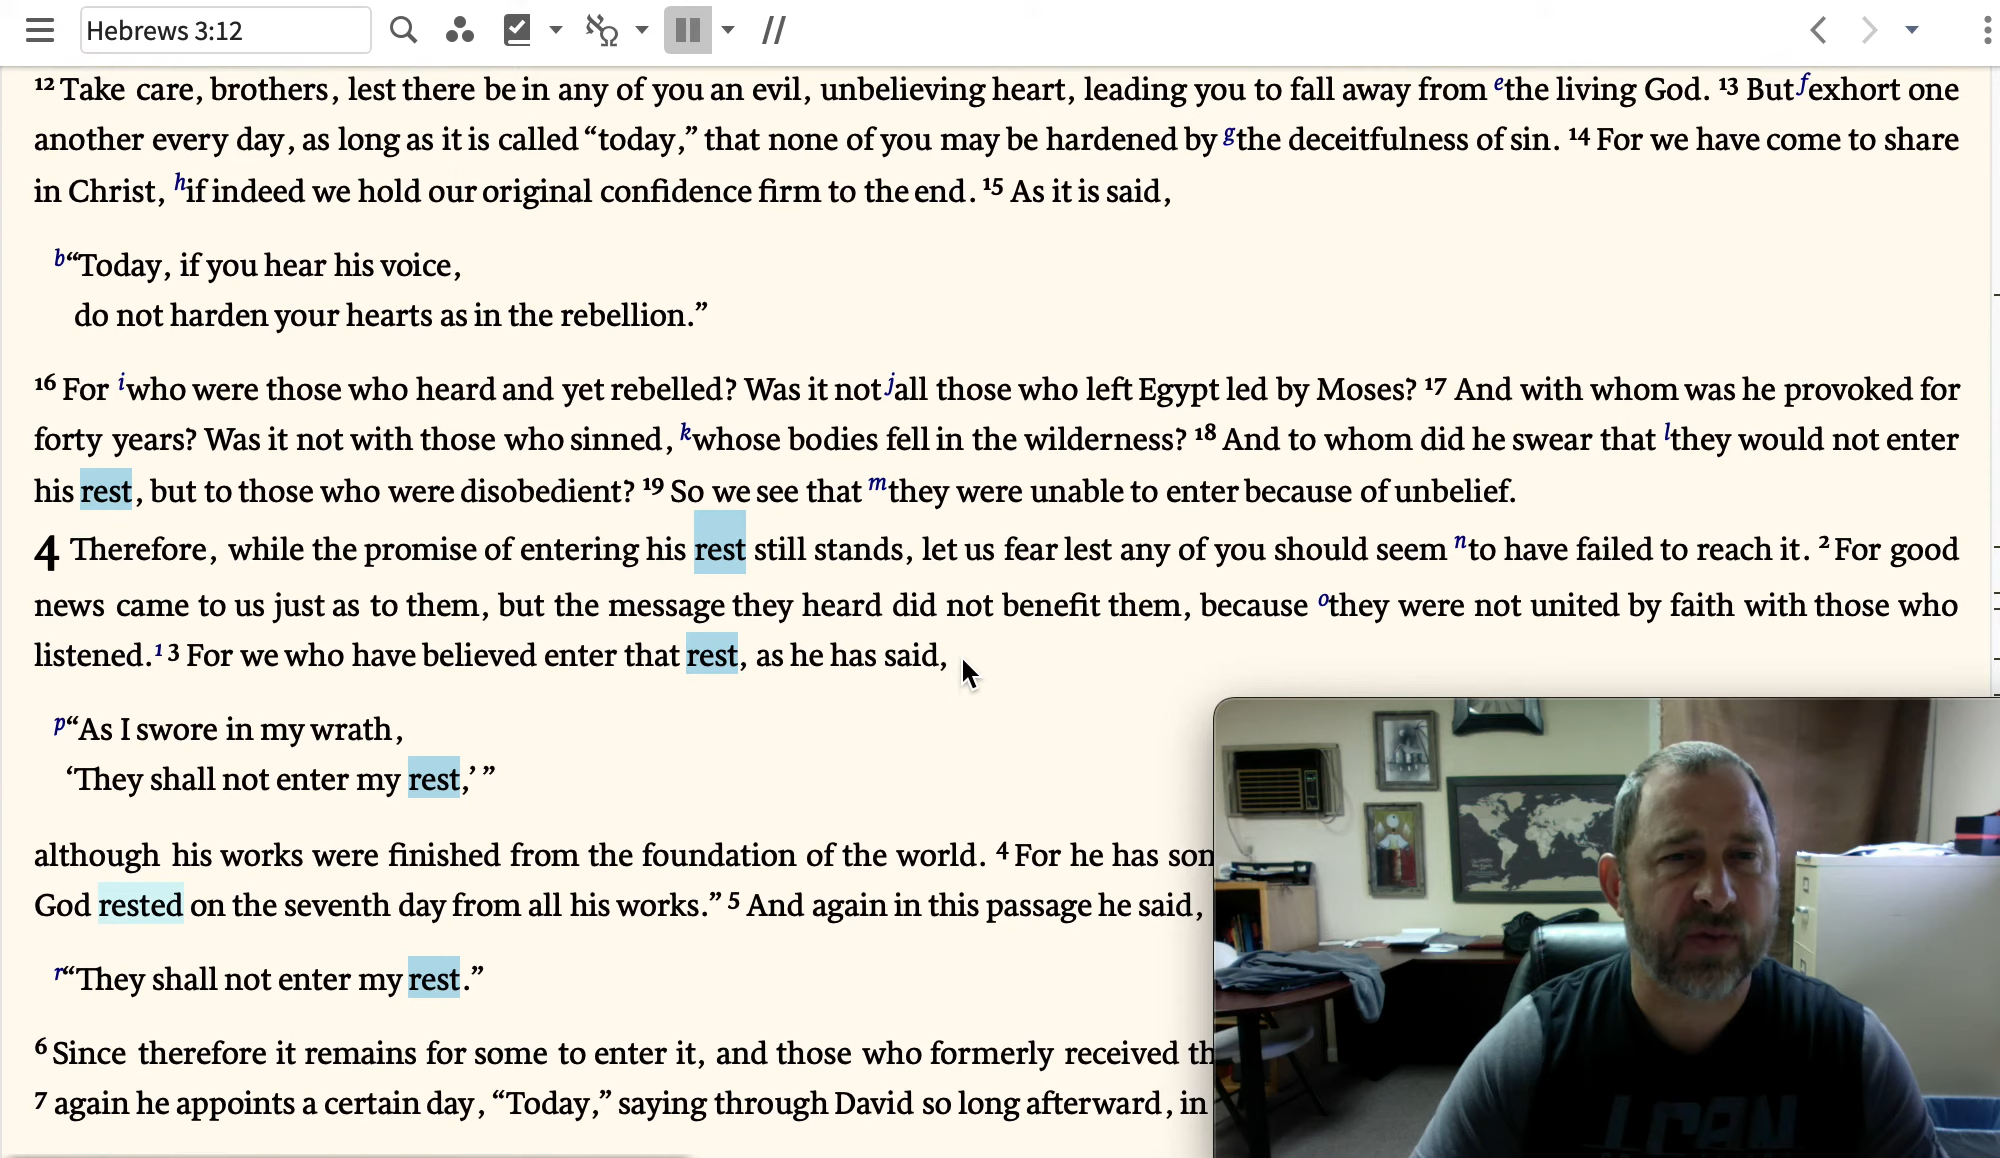 Hebrews 3:12
12 Take care, brothers, lest there be in any of you an evil, unbelieving heart, leading you to fall away from e the living God. 13 But f exhort one
another every day, as long as it is called “today,” that none of you may be hardened by g the deceitfulness of sin. 14 For we have come to share
in Christ, h if indeed we hold our original confidence firm to the end. 15 As it is said,
b “Today, if you hear his voice,
do not harden your hearts as in the rebellion.”
16 For i who were those who heard and yet rebelled? Was it not j all those who left Egypt led by Moses? 17 And with whom was he provoked for
forty years? Was it not with those who sinned, k whose bodies fell in the wilderness? 18 And to whom did he swear that l they would not enter
his rest, but to those who were disobedient? 19 So we see that m they were unable to enter because of unbelief.
4 Therefore, while the promise of entering his rest still stands, let us fear lest any of you should seem n to have failed to reach it. 2 For good
news came to us just as to them, but the message they heard did not benefit them, because o they were not united by faith with those who
listened.1 3 For we who have believed enter that rest, as he has said,
p “As I swore in my wrath,
‘They shall not enter my rest,’ ”
although his works were finished from the foundation of the world. 4 For he has
God rested on the seventh day from all his works.” 5 And again in this passage he said,
r “They shall not enter my rest.”
6 Since therefore it remains for some to enter it, and those who formerly received
7 again he appoints a certain day, “Today,” saying through David so long afterward, in